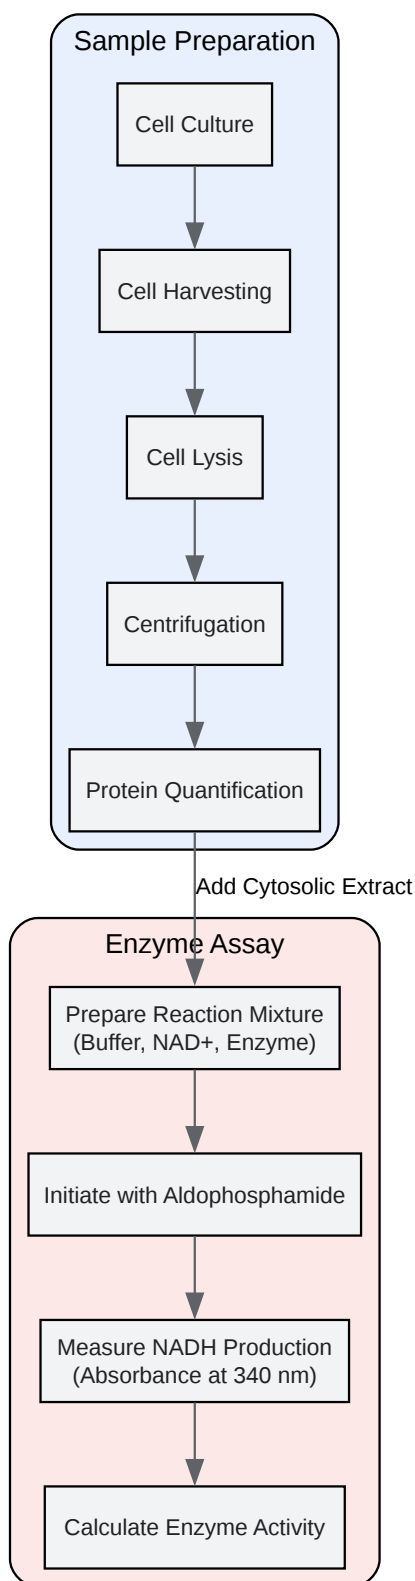 Sample Preparation
Cell Culture
Cell Harvesting
Cell Lysis
Centrifugation
Protein Quantification
Add Cytosolic Extract
Enzyme Assay
Prepare Reaction Mixture
(Buffer, NAD+, Enzyme)
Initiate with Aldophosphamide
Measure NADH Production
(Absorbance at 340 nm)
Calculate Enzyme Activity